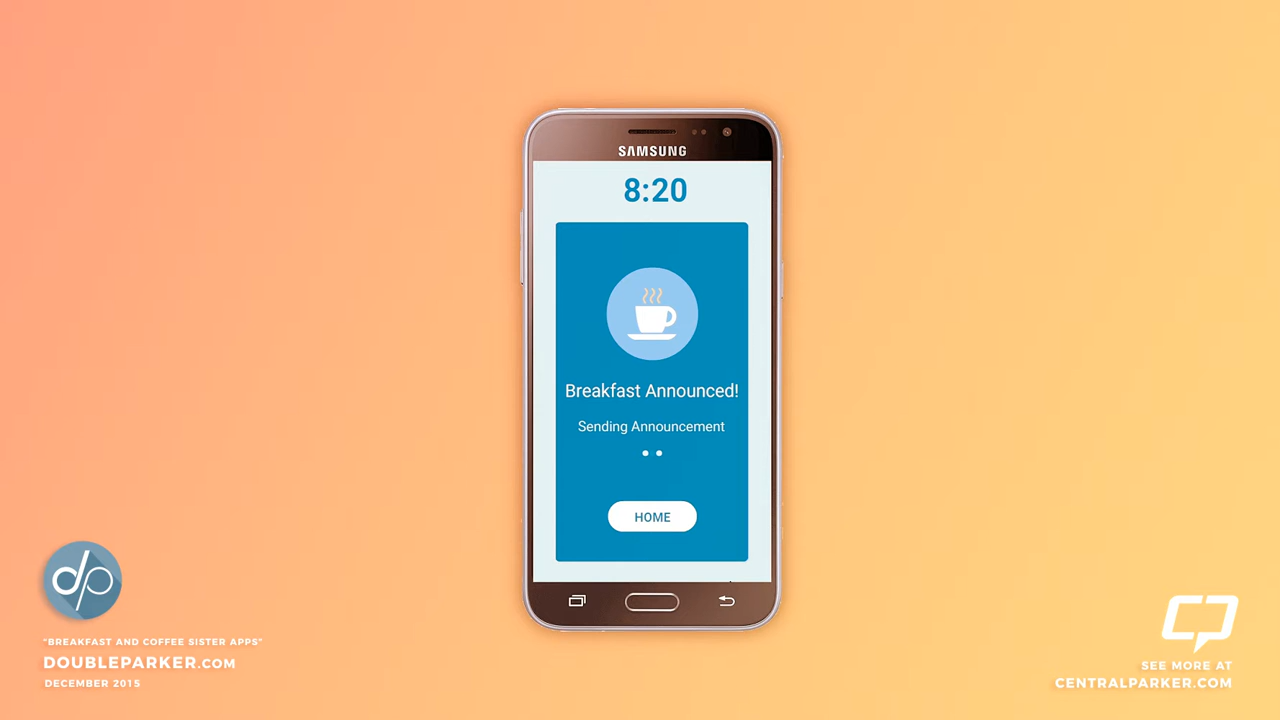 SAMSUNG
8:20
Breakfast Announced!
Sending Announcement
HOME
dp
"BREAKFAST AND COFFEE SISTER APPS"
DOUBLEPARKER.COM
DECEMBER 2015
SEE MORE AT
CENTRALPARKER.COM